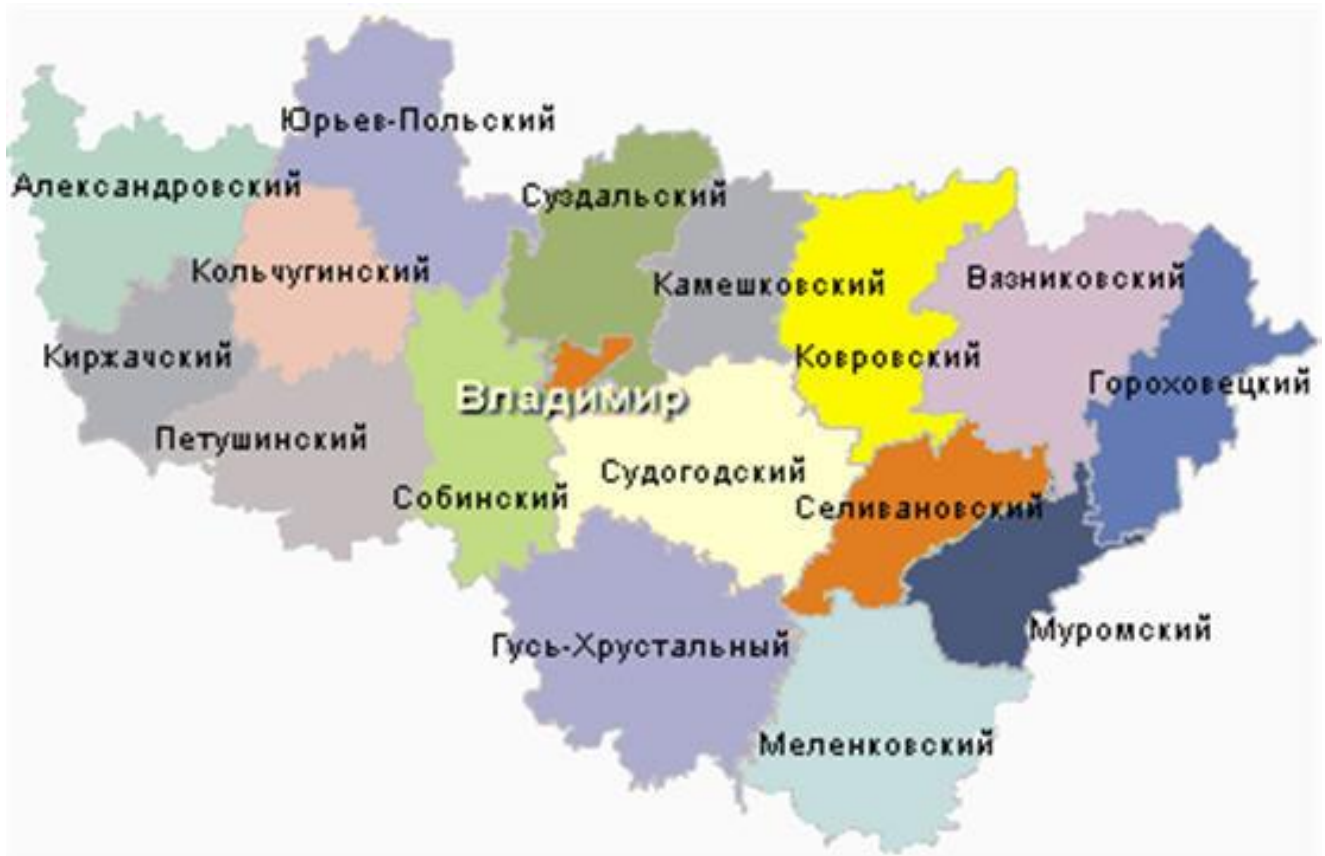 Юрьев-Польский
Александровский
Суздальский
Кольчугинский
Камешковский
Вязниковский
Киржачский
Ковровский
Гороховецкий
Владимир
Петушинский
Судогодский
Собинский
Селивановский
Муромский
Гусь-Хрустальный
Меленковский